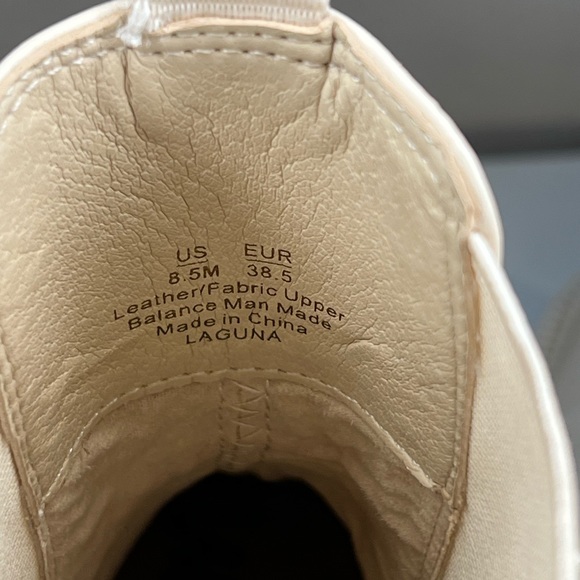 US EUR
8.5M 38.5
Leather/Fabric Upper
Balance Man Made
Made in China
LAGUNA